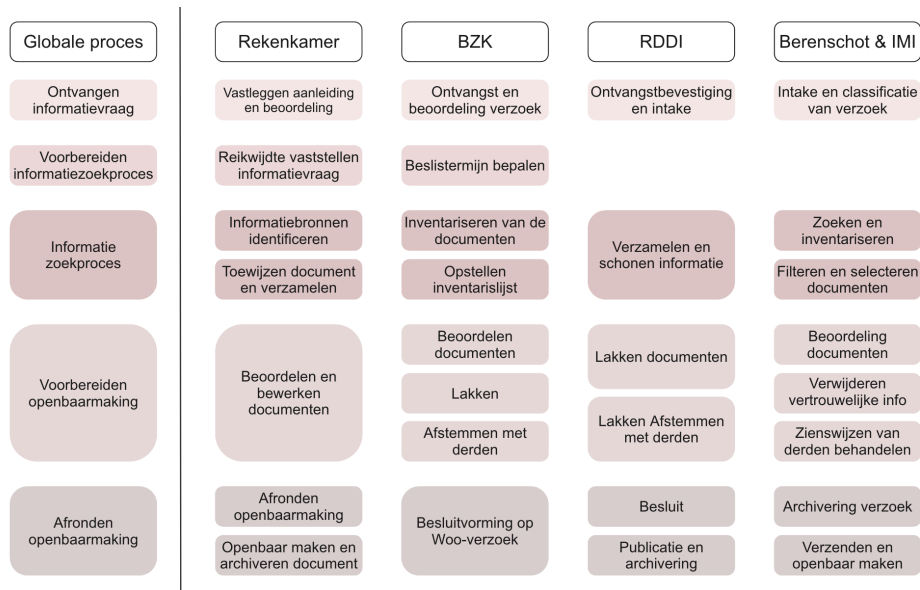 Globale proces
Rekenkamer
BZK
RDDI
Berenschot & IMI
Ontvangen
informatievraag
Vastleggen aanleiding
en beoordeling
Ontvangst en
beoordeling verzoek
Ontvangstbevestiging
en intake
Intake en classificatie
van verzoek
Voorbereiden
informatiezoekproces
Reikwijdte vaststellen
informatievraag
Beslistermijn bepalen
Informatie
zoekproces
Informatiebronnen
identificeren
Toewijzen document
en verzamelen
Inventariseren van de
documenten
Opstellen
inventarislijst
Verzamelen en
schonen informatie
Zoeken en
inventariseren
Filteren en selecteren
documenten
Voorbereiden
openbaarmaking
Beoordelen en
bewerken
documenten
Beoordelen
documenten
Lakken
Afstemmen met
derden
Lakken documenten
Lakken Afstemmen
met derden
Beoordeling
documenten
Verwijderen
vertrouwelijke info
Zienswijzen van
derden behandelen
Afronden
openbaarmaking
Afronden
openbaarmaking
Openbaar maken en
archiveren document
Besluitvorming op
Woo-verzoek
Besluit
Publicatie en
archivering
Archivering verzoek
Verzenden en
openbaar maken